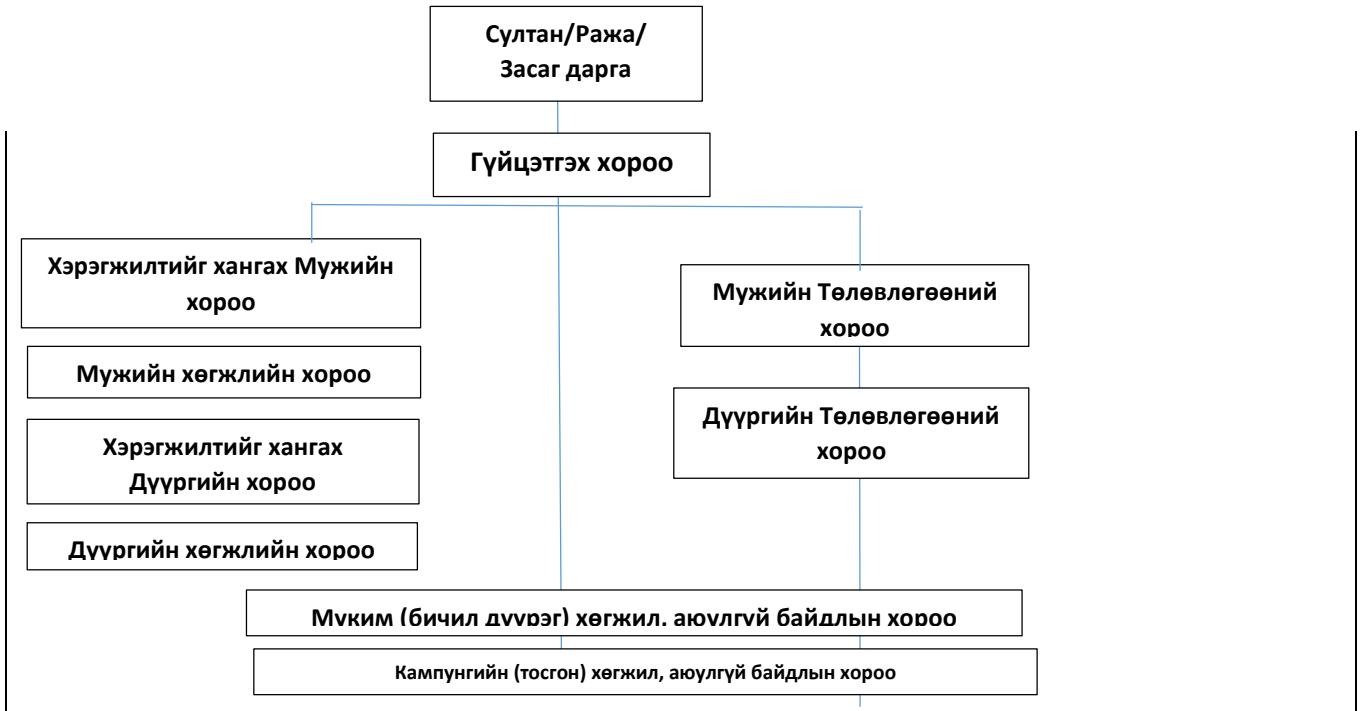 Султан/Ража/
Засаг дарга
Гүйцэтгэх хороо
Хэрэгжилтийг хангах Мужийн
хороо
Мужийн Төлөвлөгөөний
хороо
Мужийн хөгжлийн хороо
Дүүргийн Төлөвлөгөөний
хороо
Хэрэгжилтийг хангах
Дүүргийн хороо
Дүүргийн хөгжлийн хороо
Муким (бичил дүүрэг) хөгжил, аюулгүй байдлын хороо
Кампунгийн (тосгон) хөгжил, аюулгүй байдлын хороо